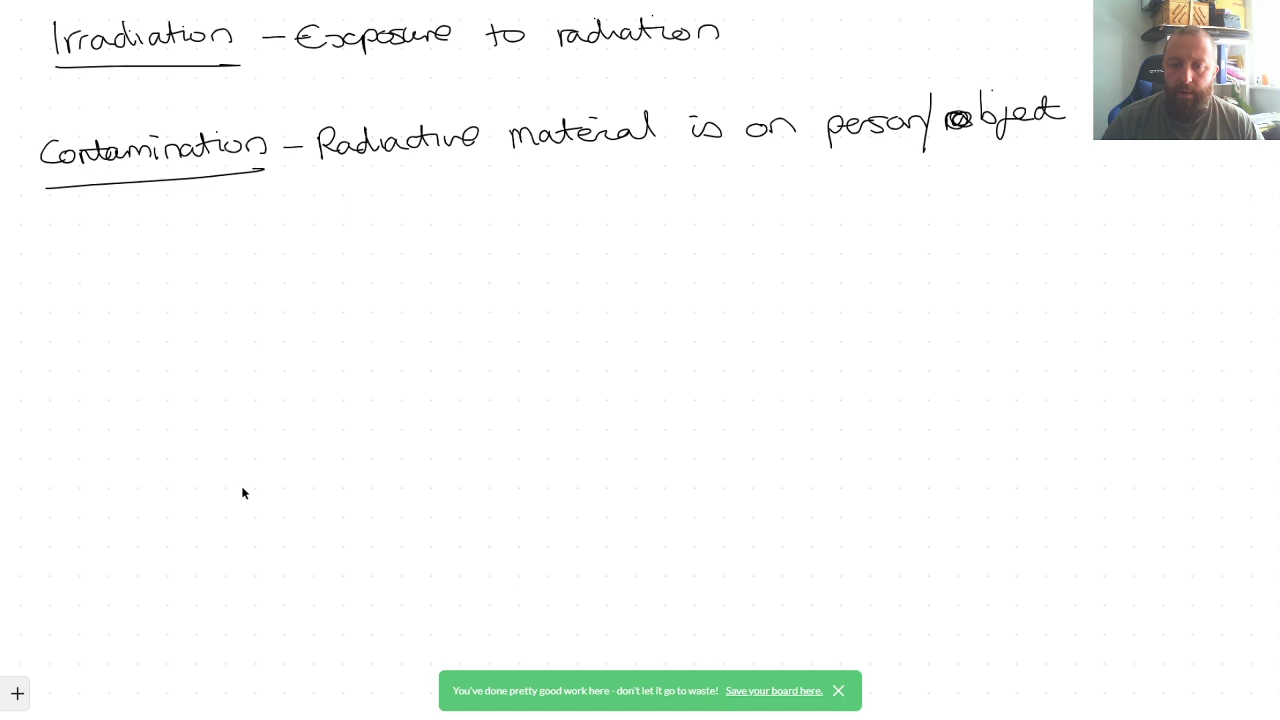 Irradiation - Exposure to radiation
Contamination - Radiactive material is on person/object
You've done pretty good work here - don't let it go to waste! Save your board here.